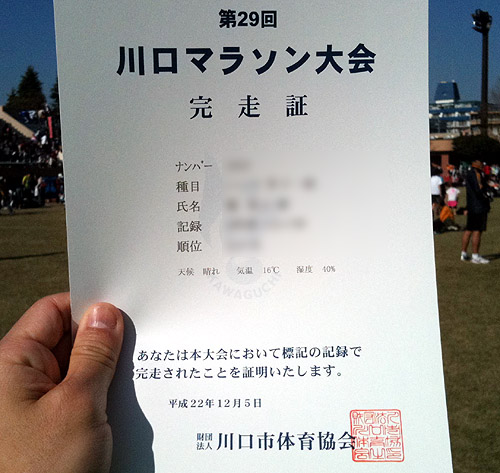 第29回
川口マラソン大会
完走証
ナンバー
種目
氏名
記録
順位
天候 晴れ 気温 16℃ 湿度 40%
KAWAGUCHI
あなたは本大会において標記の記録で
完走されたことを証明いたします。
平成22年12月5日
財団法人 川口市体育協会